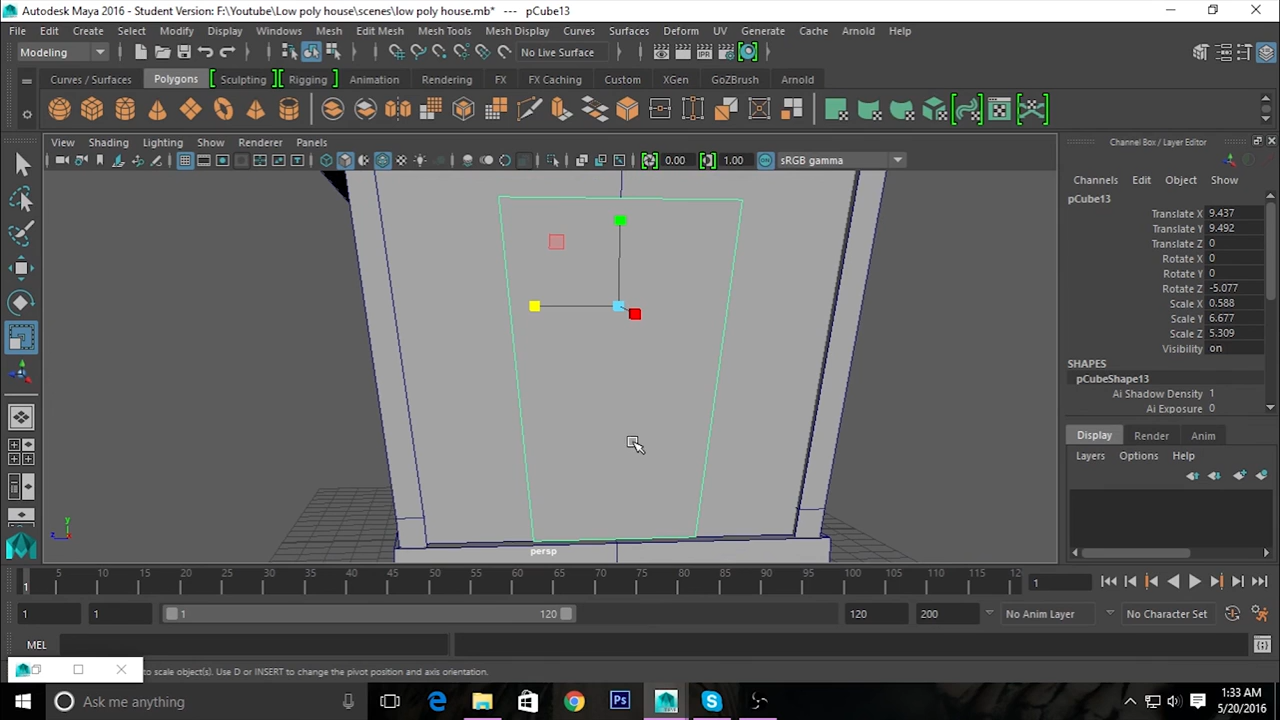 Autodesk Maya 2016 - Student Version: F:\Youtube\Low poly house\scenes\low poly house.mb* --- pCube13
File Edit Create Select Modify Display Windows Mesh Edit Mesh Mesh Tools Mesh Display Curves Surfaces Deform UV Generate Cache Arnold Help
Modeling No Live Surface
Curves / Surfaces Polygons Sculpting Rigging Animation Rendering FX FX Caching Custom XGen GoZBrush Arnold
View Shading Lighting Show Renderer Panels
0.00 1.00 sRGB gamma
Channel Box / Layer Editor
Channels Edit Object Show
pCube13
Translate X 9.437
Translate Y 9.492
Translate Z 0
Rotate X 0
Rotate Y 0
Rotate Z -5.077
Scale X 0.588
Scale Y 6.677
Scale Z 5.309
Visibility on
SHAPES
pCubeShape13
Ai Shadow Density 1
Ai Exposure 0
Display Render Anim
Layers Options Help
y
z
persp
5 10 15 20 25 30 35 40 45 50 55 60 65 70 75 80 85 90 95 100 105 110 115 12
1 1
1 1 1 120 120 200 No Anim Layer No Character Set
MEL
to scale object(s). Use D or INSERT to change the pivot position and axis orientation.
Ask me anything
Ps
1:33 AM
5/20/2016